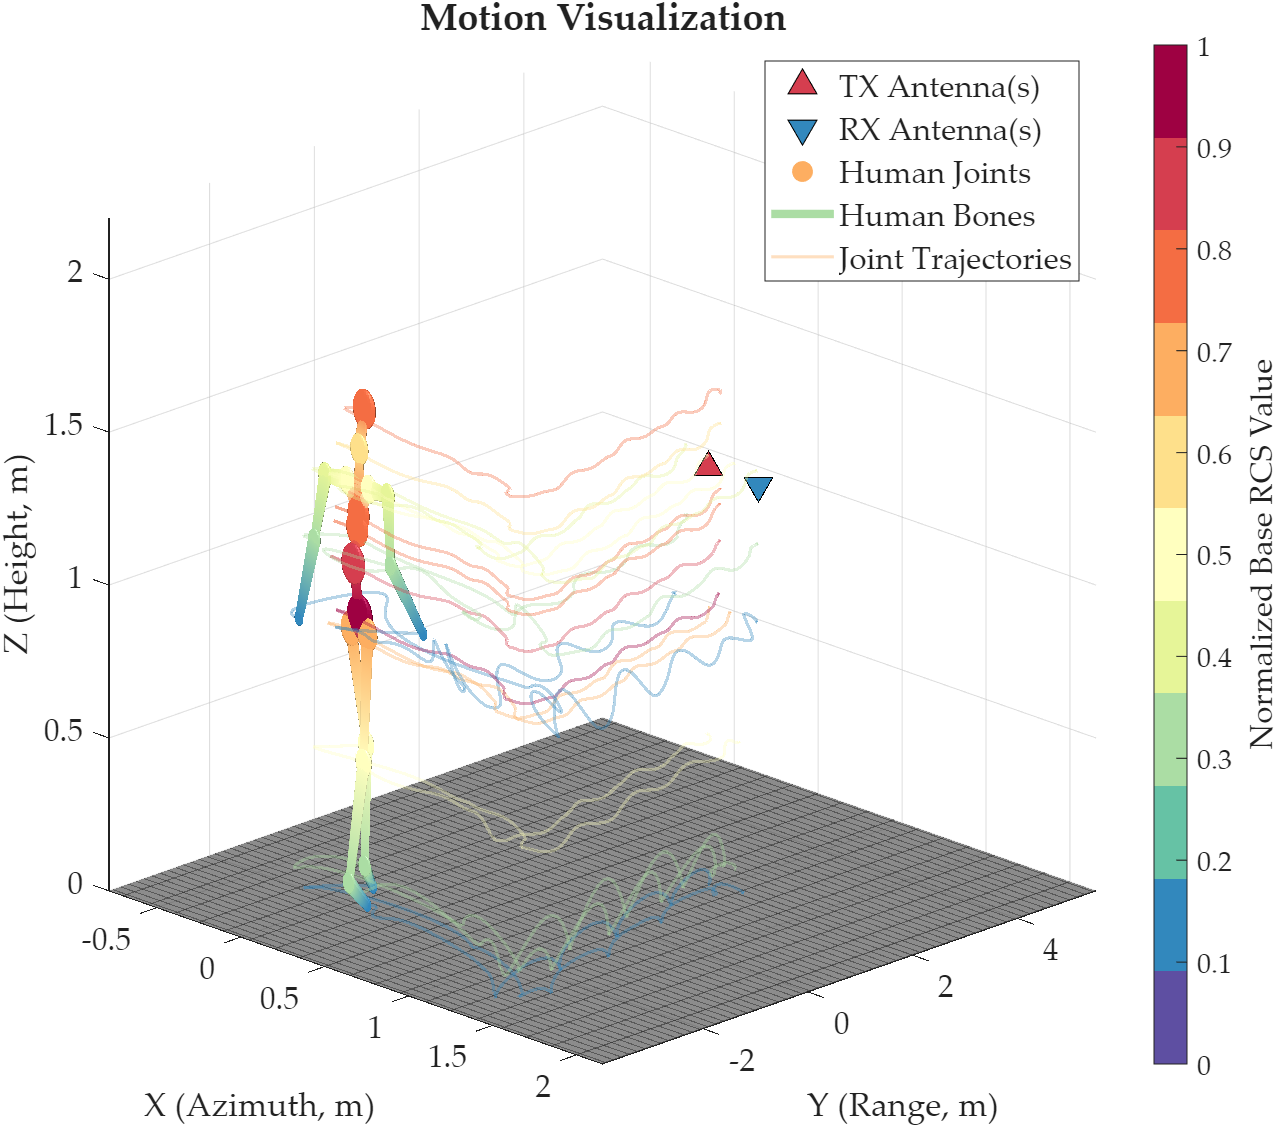 Motion Visualization
TX Antenna(s)
RX Antenna(s)
Human Joints
Human Bones
Joint Trajectories
Z (Height, m)
2
1.5
1
0.5
0
-0.5
0
0.5
1
1.5
2
X (Azimuth, m)
-2
0
2
4
Y (Range, m)
1
0.9
0.8
0.7
0.6
0.5
0.4
0.3
0.2
0.1
0
Normalized Base RCS Value